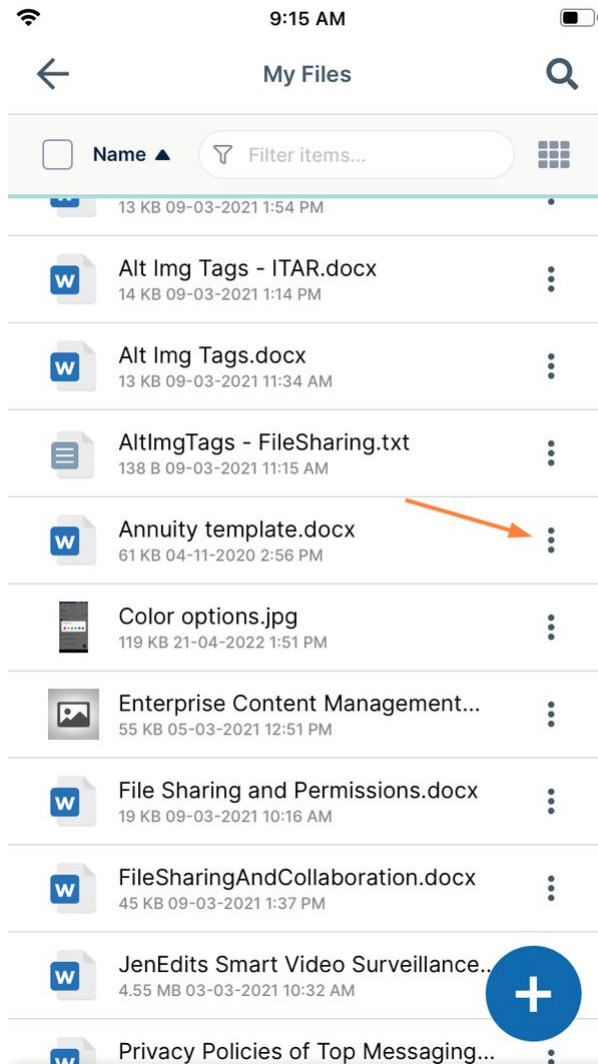 9:15 AM
My Files
Name ▲
Filter items...
13 KB 09-03-2021 1:54 PM
Alt Img Tags - ITAR.docx
14 KB 09-03-2021 1:14 PM
Alt Img Tags.docx
13 KB 09-03-2021 11:34 AM
AltImgTags - FileSharing.txt
138 B 09-03-2021 11:15 AM
Annuity template.docx
61 KB 04-11-2020 2:56 PM
Color options.jpg
119 KB 21-04-2022 1:51 PM
Enterprise Content Management...
55 KB 05-03-2021 12:51 PM
File Sharing and Permissions.docx
19 KB 09-03-2021 10:16 AM
FileSharingAndCollaboration.docx
45 KB 09-03-2021 1:37 PM
JenEdits Smart Video Surveillance..
4.55 MB 03-03-2021 10:32 AM
Privacy Policies of Top Messaging...